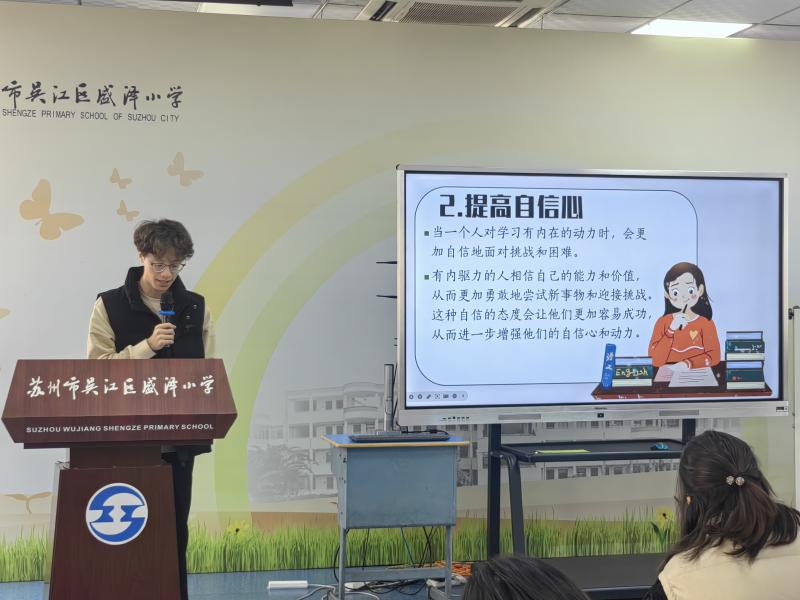 市吴江区盛泽小学
SHENGZE PRIMARY SCHOOL OF SUZHOU CITY
2.提高自信心
当一个人对学习有内在的动力时，会更
加自信地面对挑战和困难。
有内驱力的人相信自己的能力和价值，
从而更加勇敢地尝试新事物和迎接挑战。
这种自信的态度会让他们更加容易成功，
从而进一步增强他们的自信心和动力。
语文
English
苏州市吴江区盛泽小学
SUZHOU WUJIANG SHENGZE PRIMARY SCHOOL